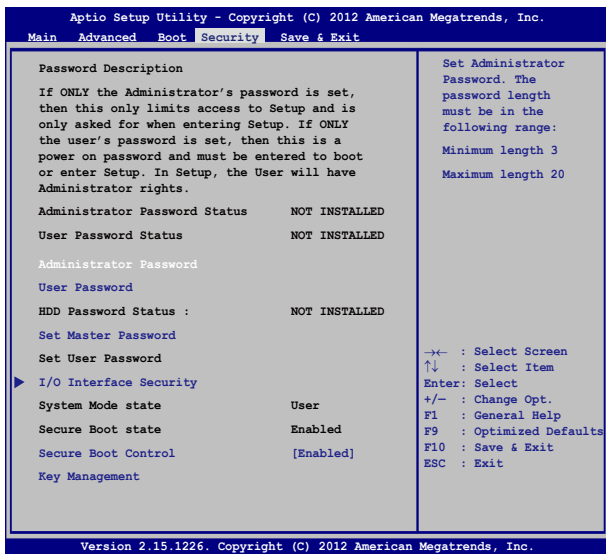 Aptio Setup Utility - Copyright (C) 2012 American Megatrends, Inc.
Main Advanced Boot Security Save & Exit
Password Description
If ONLY the Administrator's password is set,
then this only limits access to Setup and is
only asked for when entering Setup. If ONLY
the user's password is set, then this is a
power on password and must be entered to boot
or enter Setup. In Setup, the User will have
Administrator rights.
Administrator Password Status NOT INSTALLED
User Password Status NOT INSTALLED
Administrator Password
User Password
HDD Password Status : NOT INSTALLED
Set Master Password
Set User Password
I/O Interface Security
System Mode state User
Secure Boot state Enabled
Secure Boot Control [Enabled]
Key Management
Set Administrator
Password. The
password length
must be in the
following range:
Minimum length 3
Maximum length 20
→← : Select Screen
↑↓ : Select Item
Enter: Select
+/— : Change Opt.
F1 : General Help
F9 : Optimized Defaults
F10 : Save & Exit
ESC : Exit
Version 2.15.1226. Copyright (C) 2012 American Megatrends, Inc.